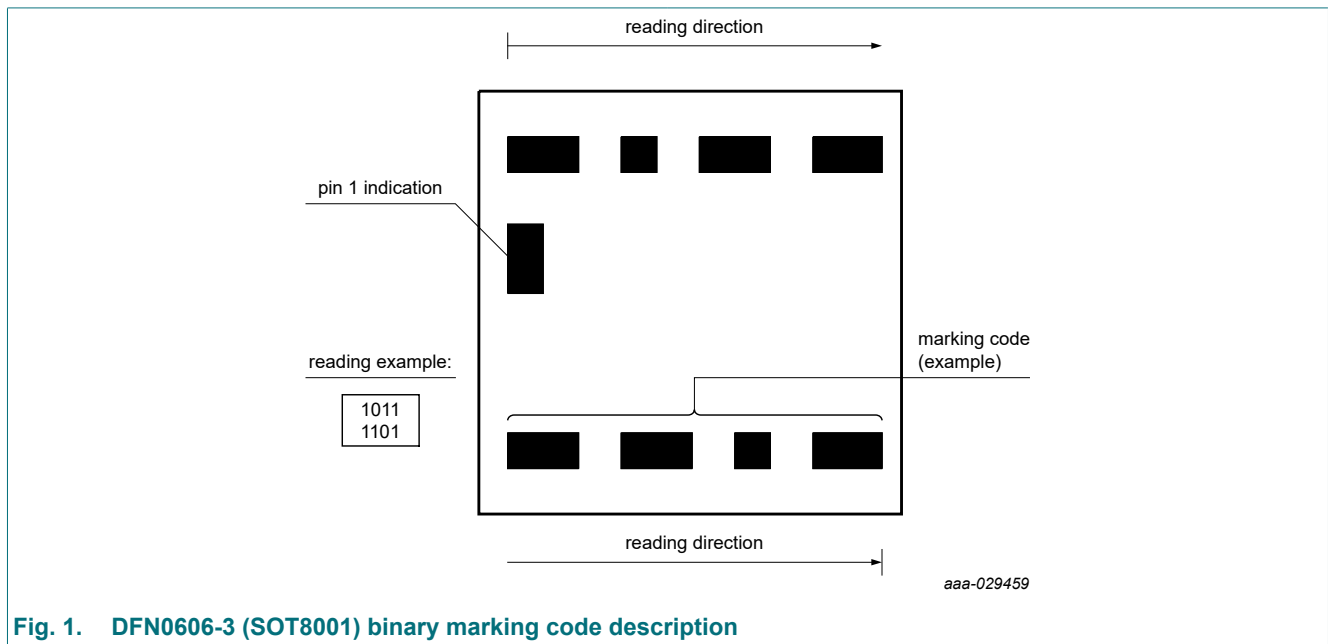 reading direction
pin 1 indication
marking code
(example)
reading example:
1011
1101
reading direction
aaa-029459
Fig. 1. DFN0606-3 (SOT8001) binary marking code description